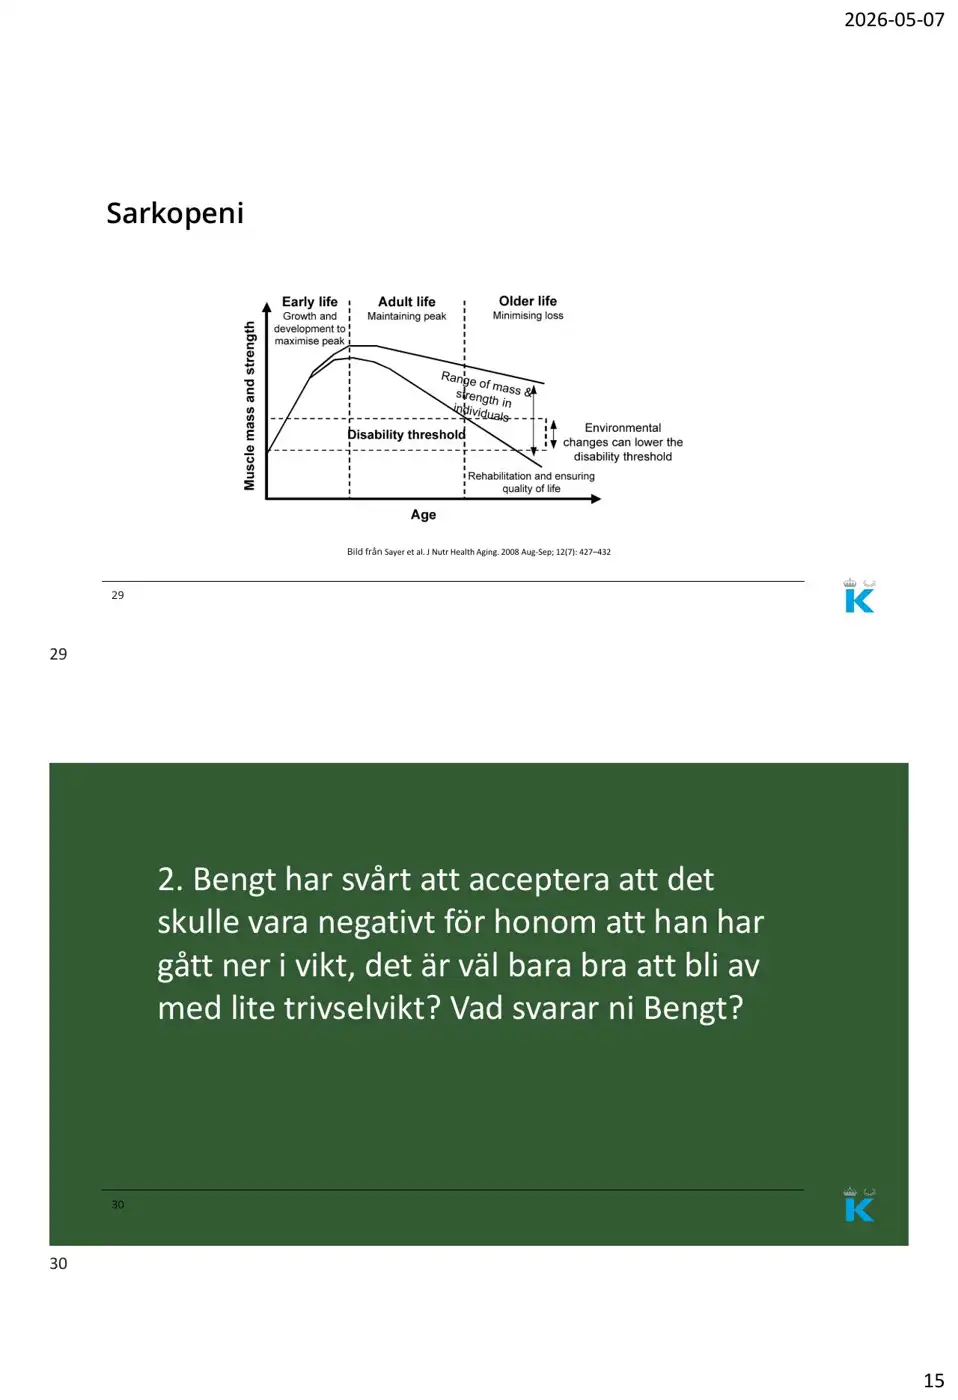 2026-05-07
Sarkopeni
Early life
Growth and
development to
maximise peak
Adult life
Maintaining peak
Older life
Minimising loss
Muscle mass and strength
Range of mass &
strength in
individuals
Disability threshold
Environmental
changes can lower the
disability threshold
Rehabilitation and ensuring
quality of life
Age
Bild från Sayer et al. J Nutr Health Aging. 2008 Aug-Sep; 12(7): 427–432
29
K
29
2. Bengt har svårt att acceptera att det
skulle vara negativt för honom att han har
gått ner i vikt, det är väl bara bra att bli av
med lite trivselvikt? Vad svarar ni Bengt?
30
K
30
15